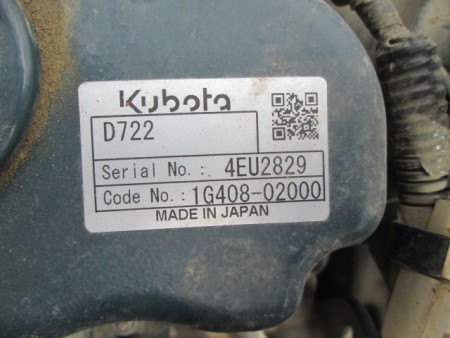 Kubota
D722
Serial No.: 4EU2829
Code No.: 1G408-02000
MADE IN JAPAN